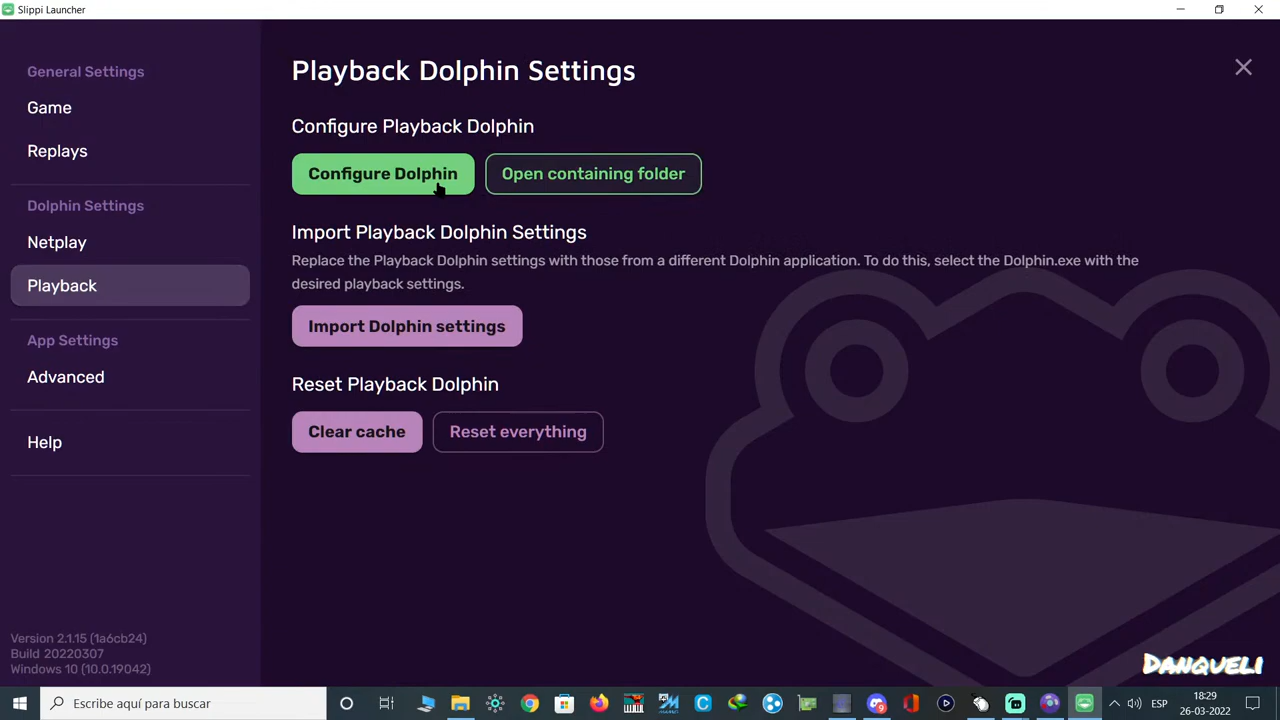 Slippi Launcher
General Settings
Game
Replays
Dolphin Settings
Netplay
Playback
App Settings
Advanced
Help
Version 2.1.15 (1a6cb24)
Build 20220307
Windows 10 (10.0.19042)
Playback Dolphin Settings
Configure Playback Dolphin
Configure Dolphin
Open containing folder
Import Playback Dolphin Settings
Replace the Playback Dolphin settings with those from a different Dolphin application. To do this, select the Dolphin.exe with the
desired playback settings.
Import Dolphin settings
Reset Playback Dolphin
Clear cache
Reset everything
DANQUELI
Escribe aquí para buscar
ESP
18:29
26-03-2022